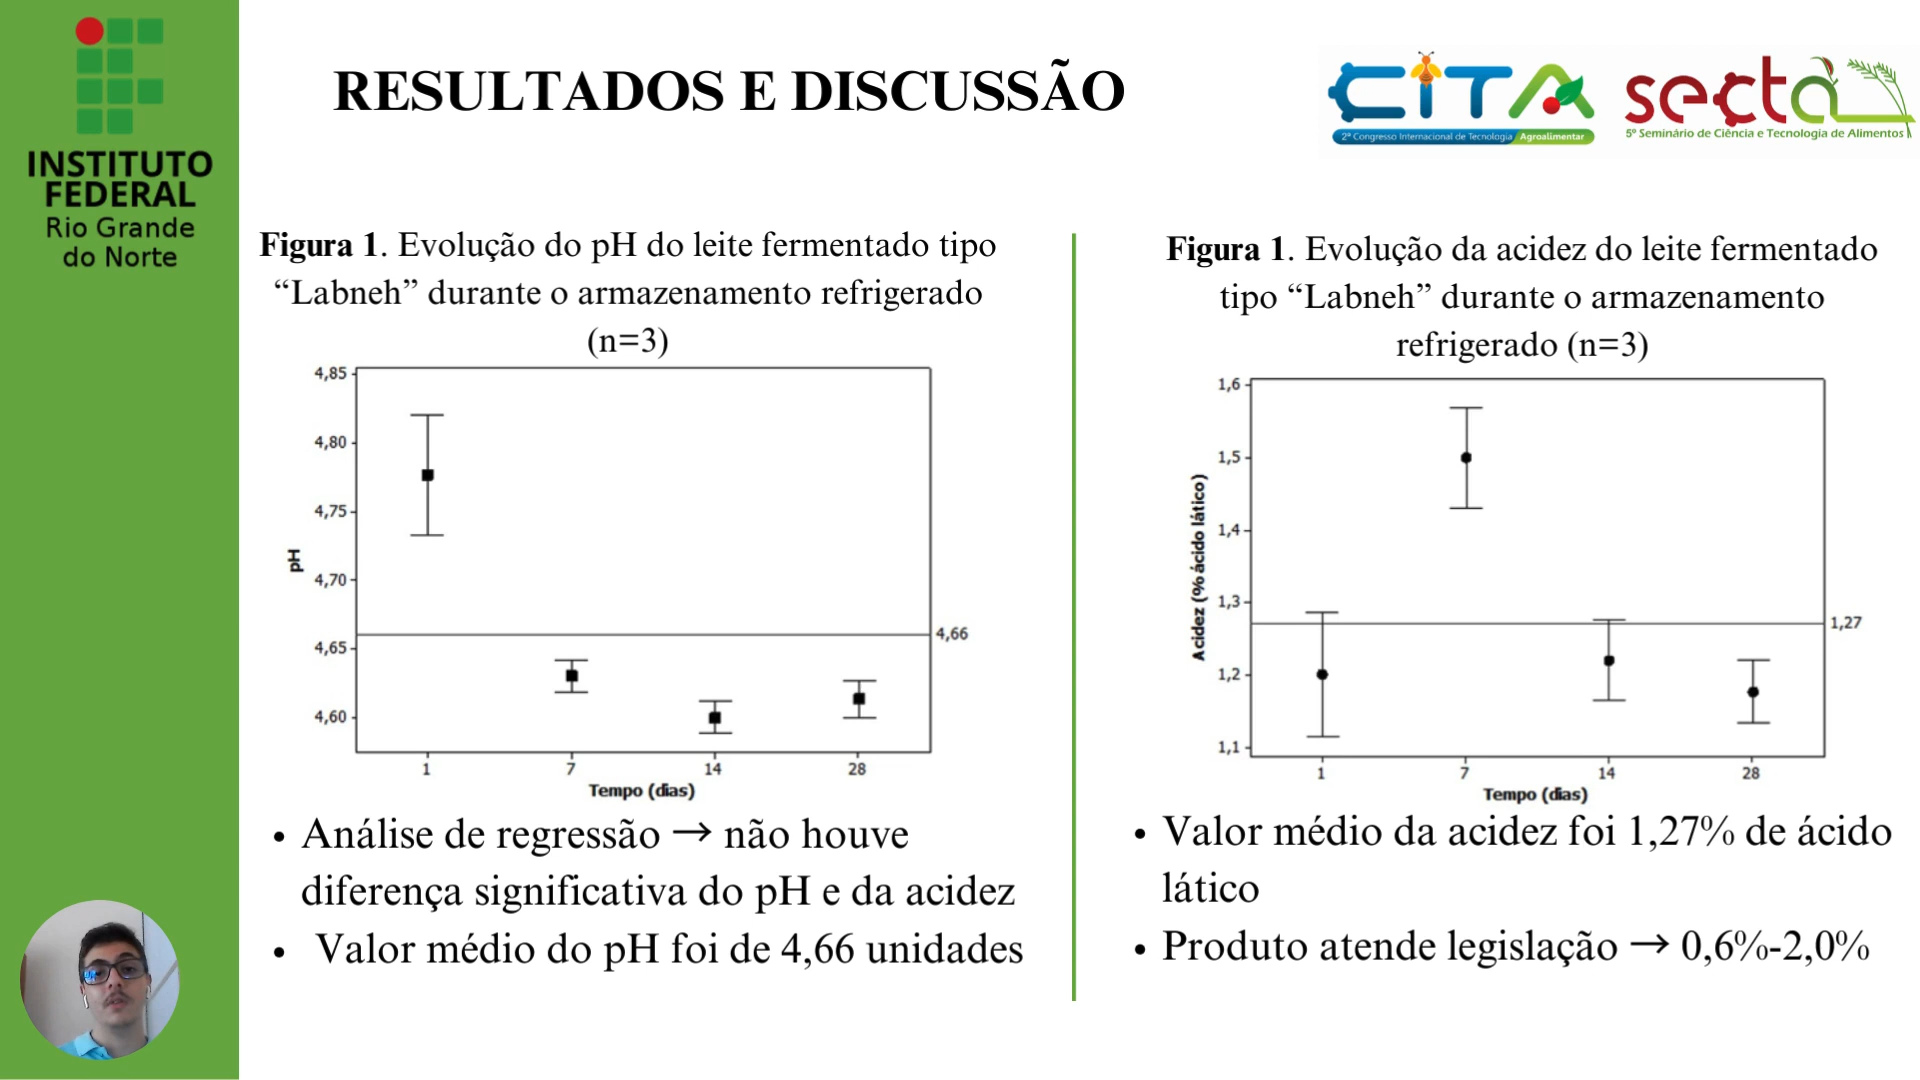 INSTITUTO
FEDERAL
Rio Grande
do Norte
RESULTADOS E DISCUSSÃO
CITA
2º Congresso Internacional de Tecnologia Agroalimentar
secta
5º Seminário de Ciência e Tecnologia de Alimentos
Figura 1. Evolução do pH do leite fermentado tipo
“Labneh” durante o armazenamento refrigerado
(n=3)
4,85
4,80
4,75
4,70
4,65
4,60
pH
4,66
1 7 14 28
Tempo (dias)
• Análise de regressão → não houve
diferença significativa do pH e da acidez
• Valor médio do pH foi de 4,66 unidades
Figura 1. Evolução da acidez do leite fermentado
tipo “Labneh” durante o armazenamento
refrigerado (n=3)
1,6
1,5
1,4
1,3
1,2
1,1
Acidez (% ácido lático)
1,27
1 7 14 28
Tempo (dias)
• Valor médio da acidez foi 1,27% de ácido
lático
• Produto atende legislação → 0,6%-2,0%